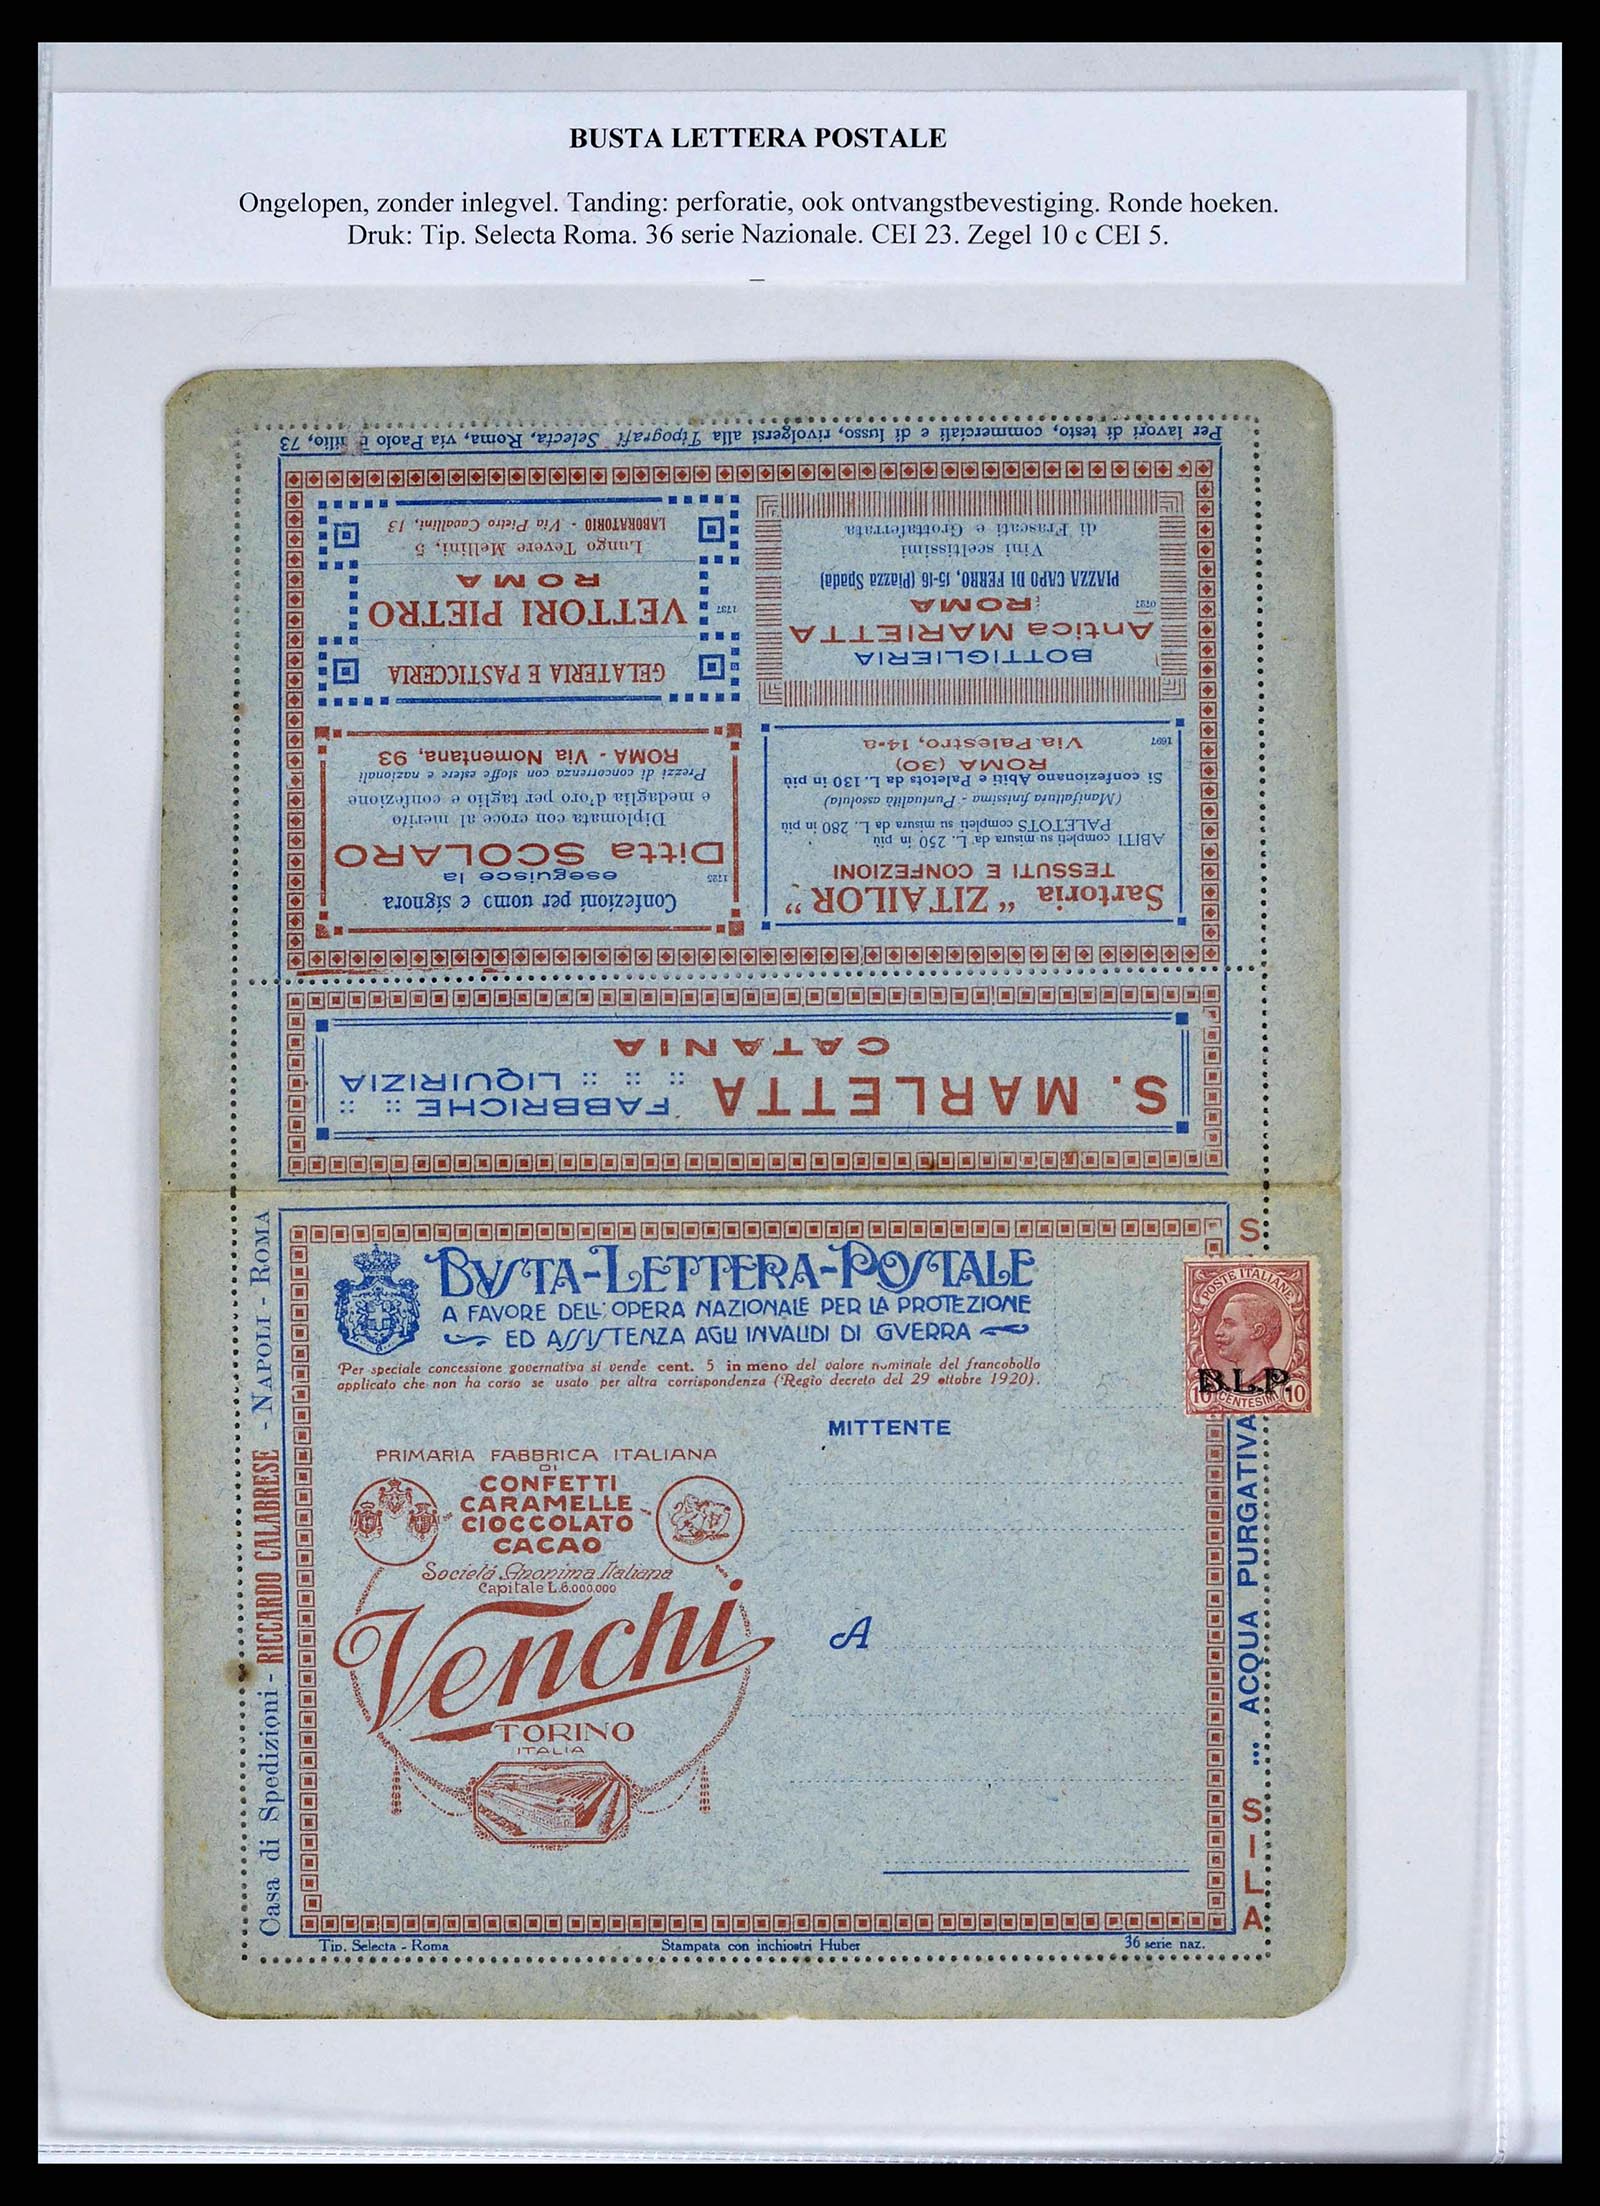 BUSTA LETTERA POSTALE
Ongelopen, zonder inlegvel. Tanding: perforatie, ook ontvangstbevestiging. Ronde hoeken.
Druk: Tip. Selecta Roma. 36 serie Nazionale. CEI 23. Zegel 10 c CEI 5.
Per lavori di testo, commerciali e di lusso, rivolgersi alla Tipografi Selecta, Roma, via Paolo E ilio, 73
BOTTIGLIERIA
Antica MARIETTA
0727
ROMA
PIAZZA CAPO DI FERRO, 15-16 (Piazza Spada)
Vini sceltissimi
di Frascati e Grottaferrata
GELATERIA E PASTICCERIA
VETTORI PIETRO
1737
ROMA
Lungo Tevere Mellini, 5
LABORATORIO - Via Pietro Cavallini, 13
Sartoria "ZITAILOR"
TESSUTI E CONFEZIONI
ABITI completi su misura da L. 250 in più
PALETOTS completi su misura da L. 280 in più
(Manifattura finissima - Puntualità assoluta)
Si confezionano Abiti e Paletots da L. 130 in più
ROMA (30)
1697
Via Palestro, 14-a
Confezioni per uomo e signora
1725
eseguisce la
Ditta SCOLARO
Diplomata con croce al merito
e medaglia d'oro per taglio e confezione
Prezzi di concorrenza con stoffe estere e nazionali
ROMA - Via Nomentana, 93
S. MARLETTA
FABBRICHE :: ::
:: :: :: LIQUIRIZIA
CATANIA
BUSTA-LETTERA-POSTALE
A FAVORE DELL'OPERA NAZIONALE PER LA PROTEZIONE
ED ASSISTENZA AGLI INVALIDI DI GVERRA
Per speciale concessione governativa si vende cent. 5 in meno del valore nominale del francobollo
applicato che non ha corso se usato per altra corrispondenza (Regio decreto del 29 ottobre 1920).
POSTE ITALIANE
B.L.P.
10 CENTESIMI 10
5
MITTENTE
PRIMARIA FABBRICA ITALIANA
DI
CONFETTI
CARAMELLE
CIOCCOLATO
CACAO
Società Anonima Italiana
Capitale L.6.000.000
Venchi
TORINO
ITALIA
A
Casa di Spedizioni - RICCARDO CALABRESE - NAPOLI - ROMA
SILA ... ACQUA PURGATIVA
S
Tip. Selecta - Roma
Stampata con inchiostri Huber
36 serie naz.